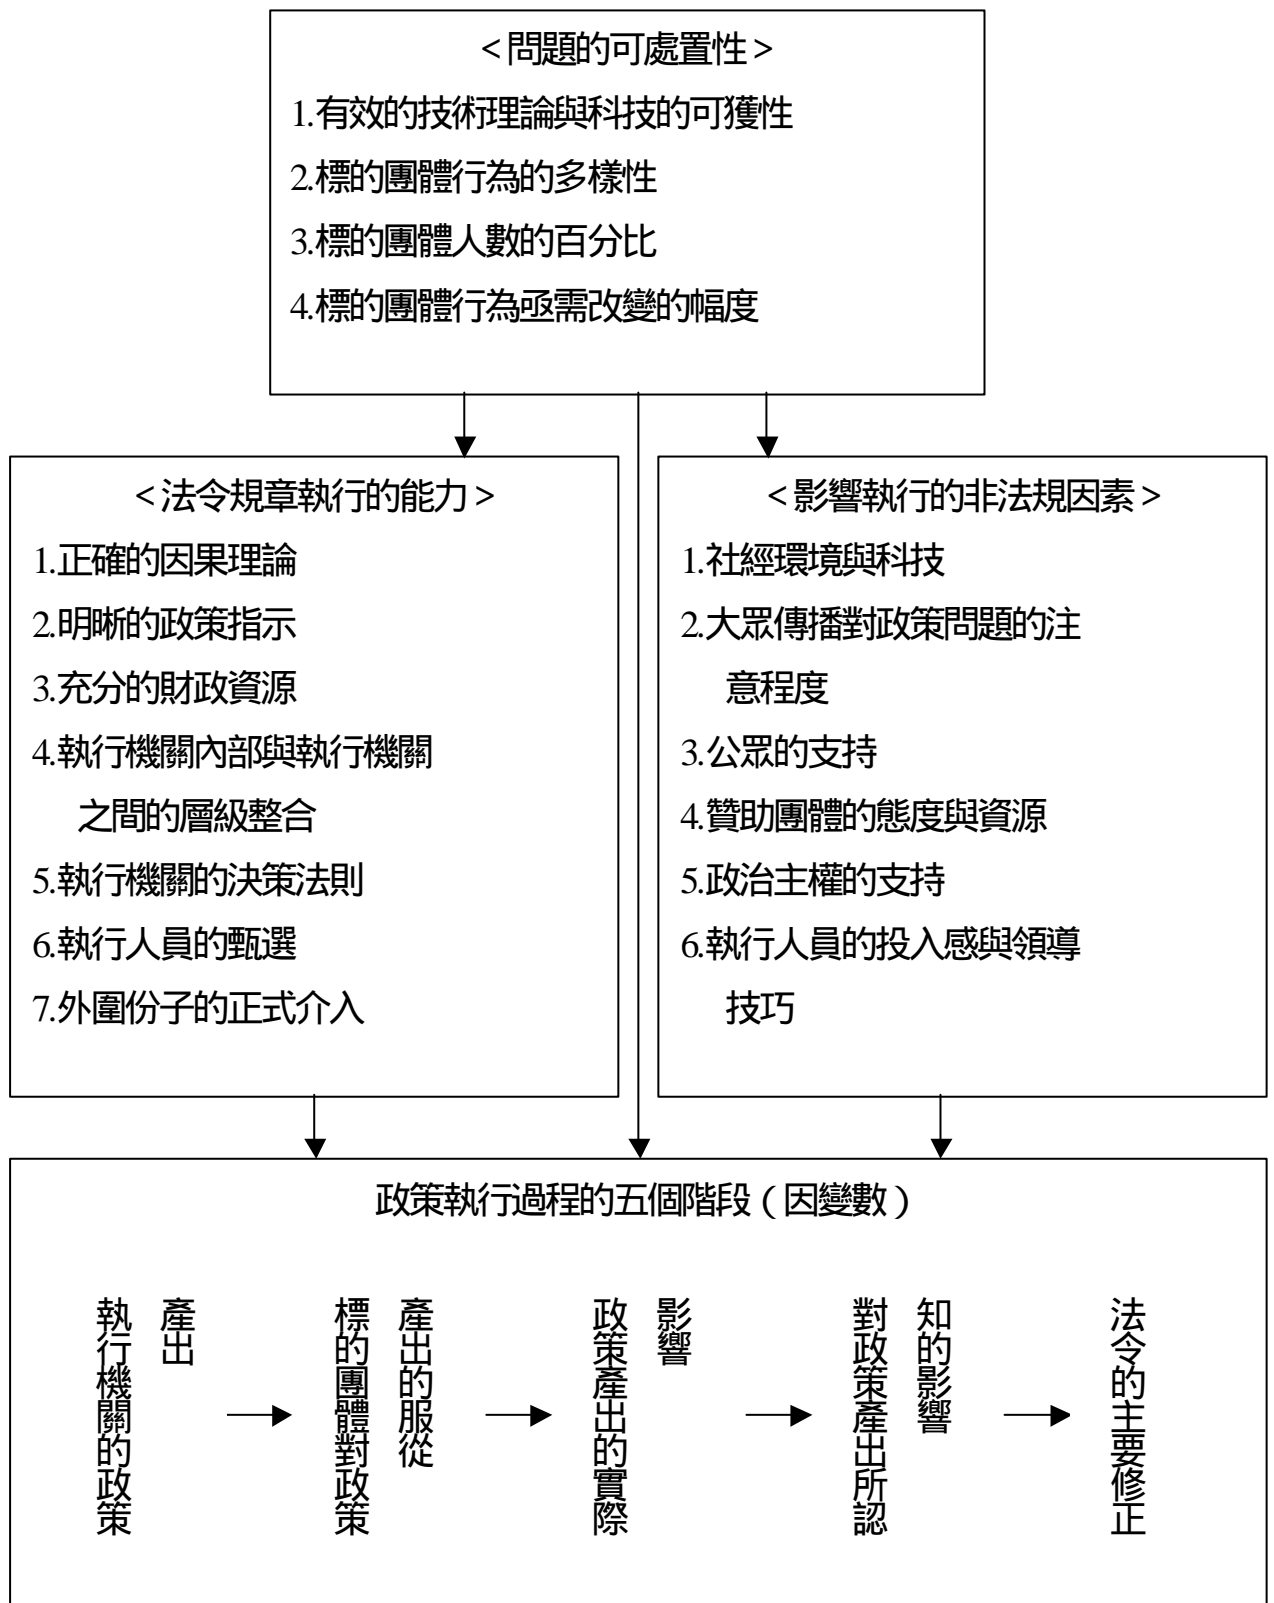 <問題的可處置性>
1.有效的技術理論與科技的可獲性
2.標的團體行為的多樣性
3.標的團體人數的百分比
4.標的團體行為亟需改變的幅度
<法令規章執行的能力>
1.正確的因果理論
2.明晰的政策指示
3.充分的財政資源
4.執行機關內部與執行機關
之間的層級整合
5.執行機關的決策法則
6.執行人員的甄選
7.外圍份子的正式介入
<影響執行的非法規因素>
1.社經環境與科技
2.大眾傳播對政策問題的注
意程度
3.公眾的支持
4.贊助團體的態度與資源
5.政治主權的支持
6.執行人員的投入感與領導
技巧
政策執行過程的五個階段（因變數）
執行機關的政策
產出
標的團體對政策
產出的服從
政策產出的實際
影響
對政策產出所認
知的影響
法令的主要修正